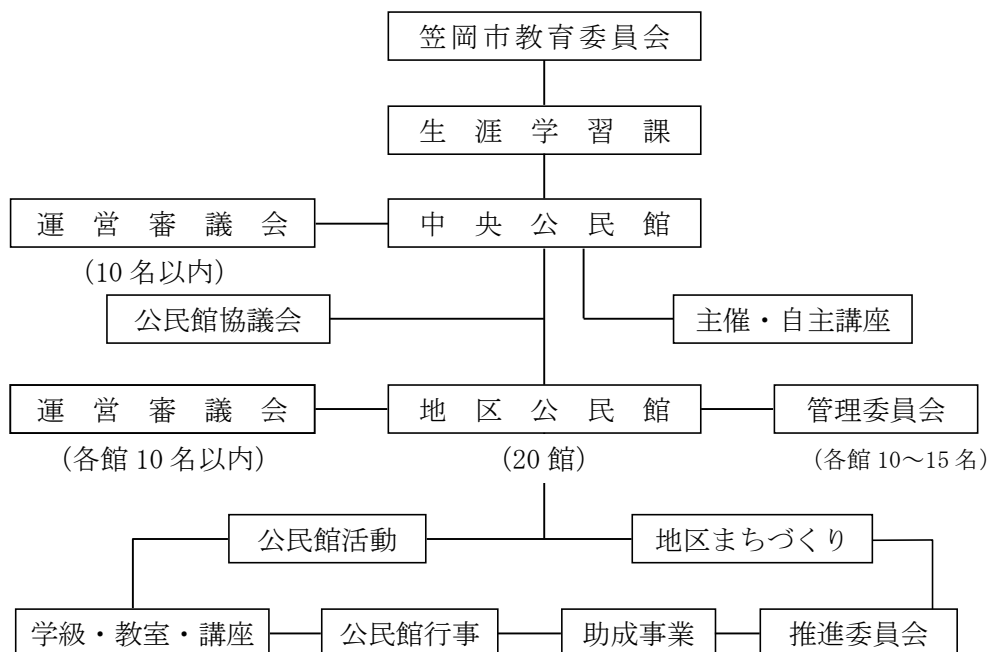 笠岡市教育委員会
生涯学習課
運営審議会 中央公民館
(10名以内)
公民館協議会 主催・自主講座
運営審議会 地区公民館 管理委員会
(各館10名以内) (20館) (各館10～15名)
公民館活動 地区まちづくり
学級・教室・講座 公民館行事 助成事業 推進委員会